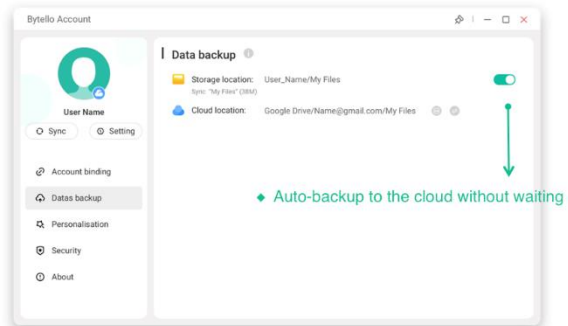 Bytello Account
User Name
Sync
Setting
Account binding
Datas backup
Personalisation
Security
About
Data backup
Storage location: User_Name/My Files
Sync "My Files" (38M)
Cloud location: Google Drive/Name@gmail.com/My Files
Auto-backup to the cloud without waiting